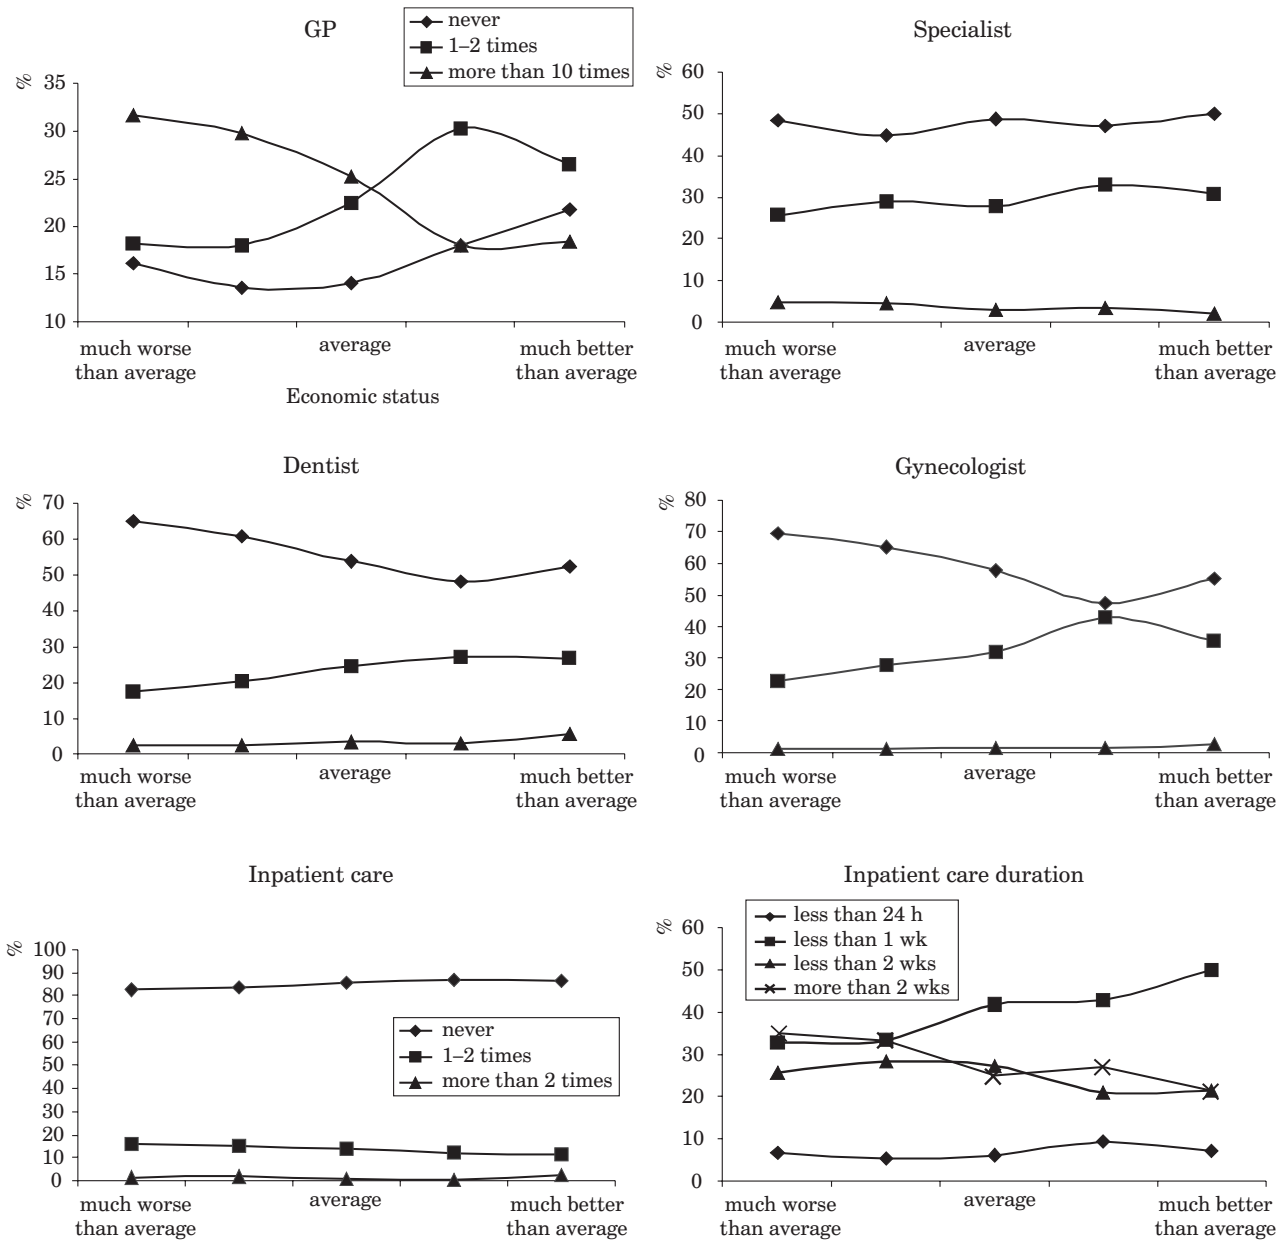 GP
never
1–2 times
more than 10 times
%
35
30
25
20
15
10
much worse
than average
average
much better
than average
Economic status
Specialist
%
60
50
40
30
20
10
0
much worse
than average
average
much better
than average
Dentist
%
70
60
50
40
30
20
10
0
much worse
than average
average
much better
than average
Gynecologist
%
80
70
60
50
40
30
20
10
0
much worse
than average
average
much better
than average
Inpatient care
%
100
90
80
70
60
50
40
30
20
10
0
never
1–2 times
more than 2 times
much worse
than average
average
much better
than average
Inpatient care duration
less than 24 h
less than 1 wk
less than 2 wks
more than 2 wks
%
60
50
40
30
20
10
0
much worse
than average
average
much better
than average